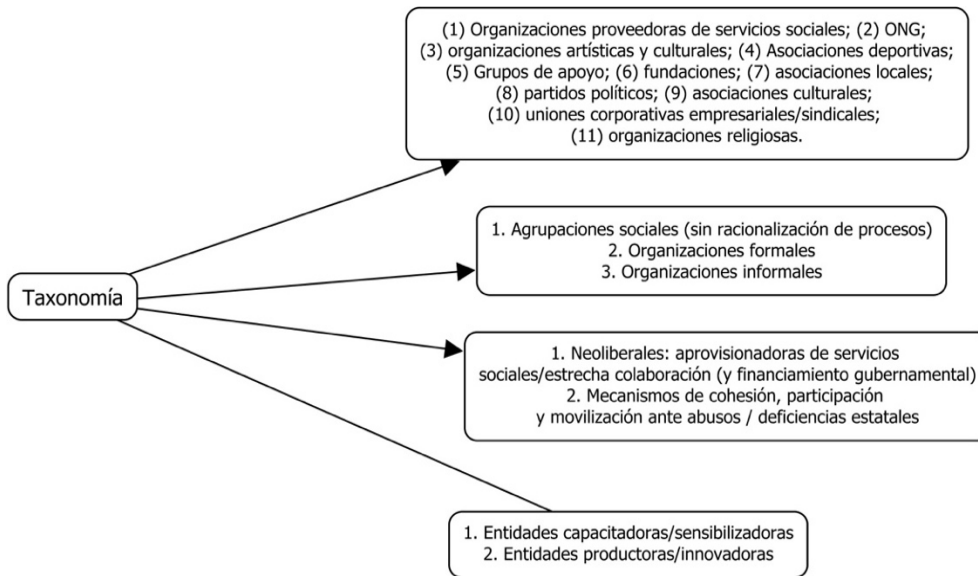 (1) Organizaciones proveedoras de servicios sociales; (2) ONG;
(3) organizaciones artísticas y culturales; (4) Asociaciones deportivas;
(5) Grupos de apoyo; (6) fundaciones; (7) asociaciones locales;
(8) partidos políticos; (9) asociaciones culturales;
(10) uniones corporativas empresariales/sindicales;
(11) organizaciones religiosas.
1. Agrupaciones sociales (sin racionalización de procesos)
2. Organizaciones formales
3. Organizaciones informales
Taxonomía
1. Neoliberales: aprovisionadoras de servicios
sociales/estrecha colaboración (y financiamiento gubernamental)
2. Mecanismos de cohesión, participación
y movilización ante abusos / deficiencias estatales
1. Entidades capacitadoras/sensibilizadoras
2. Entidades productoras/innovadoras